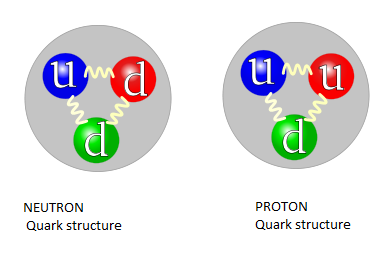 u d
d
u u
d
NEUTRON
Quark structure
PROTON
Quark structure